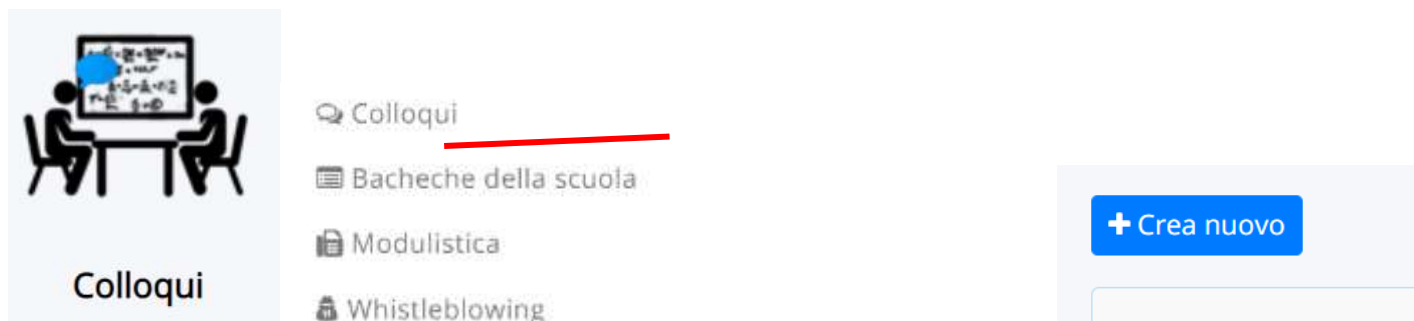 Colloqui
Colloqui
Bacheche della scuola
Modulistica
Whistleblowing
Crea nuovo